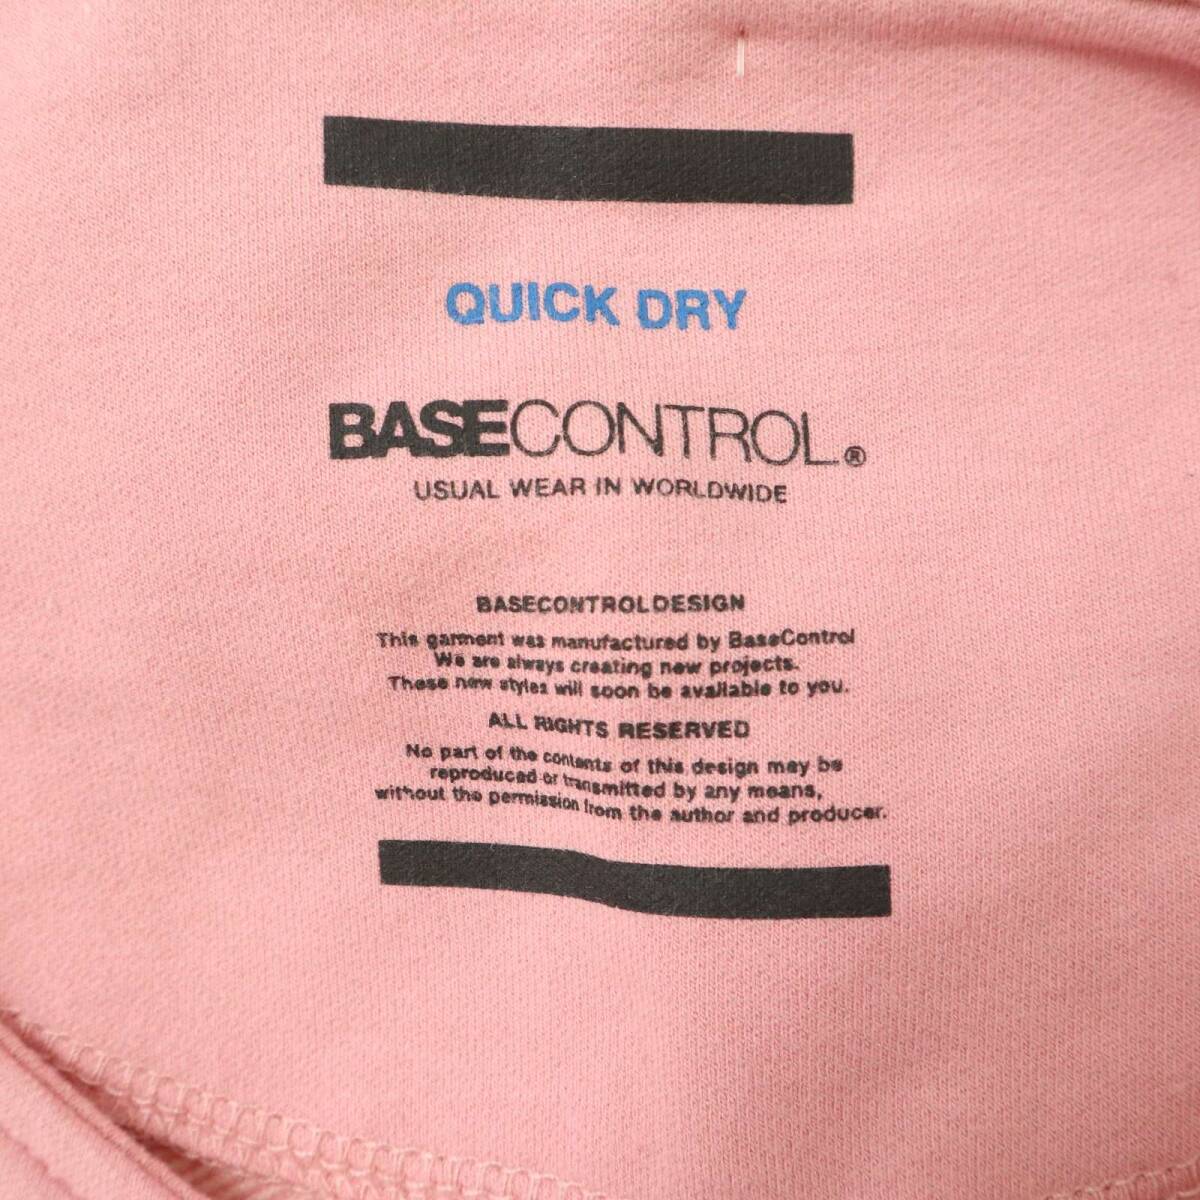 QUICK DRY
BASECONTROL®
USUAL WEAR IN WORLDWIDE
BASECONTROL DESIGN
This garment was manufactured by BaseControl
We are always creating new projects.
These new styles will soon be available to you.
ALL RIGHTS RESERVED
No part of the contents of this design may be
reproduced or transmitted by any means,
without the permission from the author and producer.